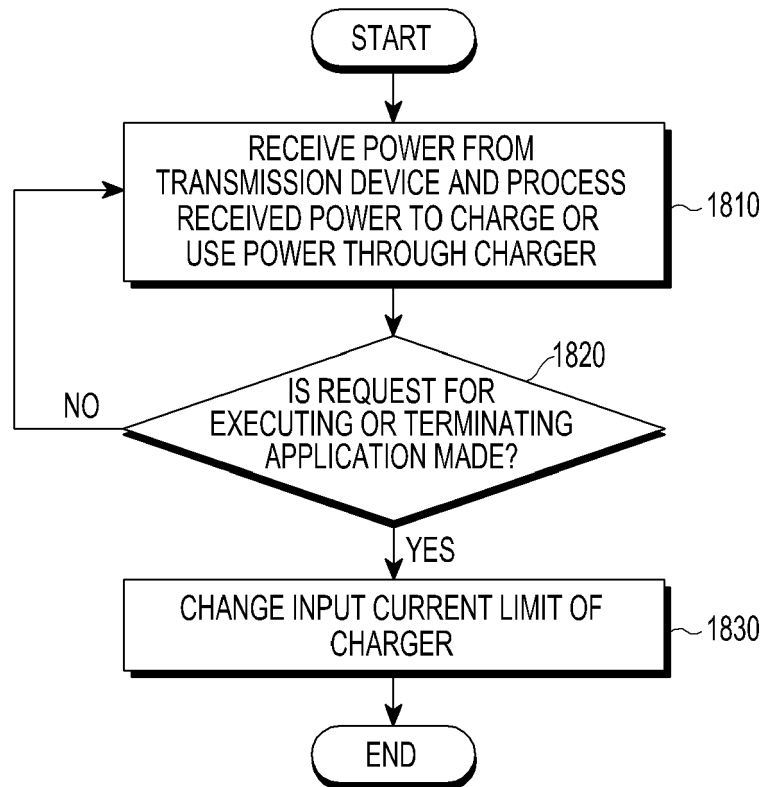 START
RECEIVE POWER FROM
TRANSMISSION DEVICE AND PROCESS
RECEIVED POWER TO CHARGE OR
USE POWER THROUGH CHARGER
1810
1820
IS REQUEST FOR
EXECUTING OR TERMINATING
APPLICATION MADE?
NO
YES
CHANGE INPUT CURRENT LIMIT OF
CHARGER
1830
END